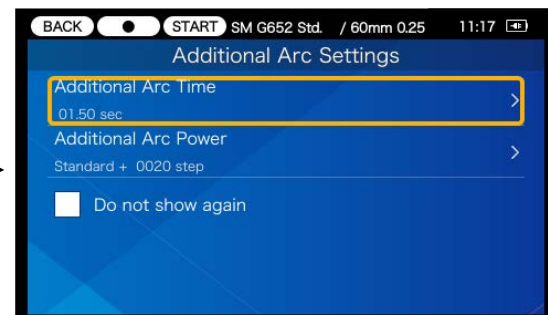 BACK START SM G652 Std. / 60mm 0.25 11:17
Additional Arc Settings
Additional Arc Time
01.50 sec
Additional Arc Power
Standard + 0020 step
Do not show again